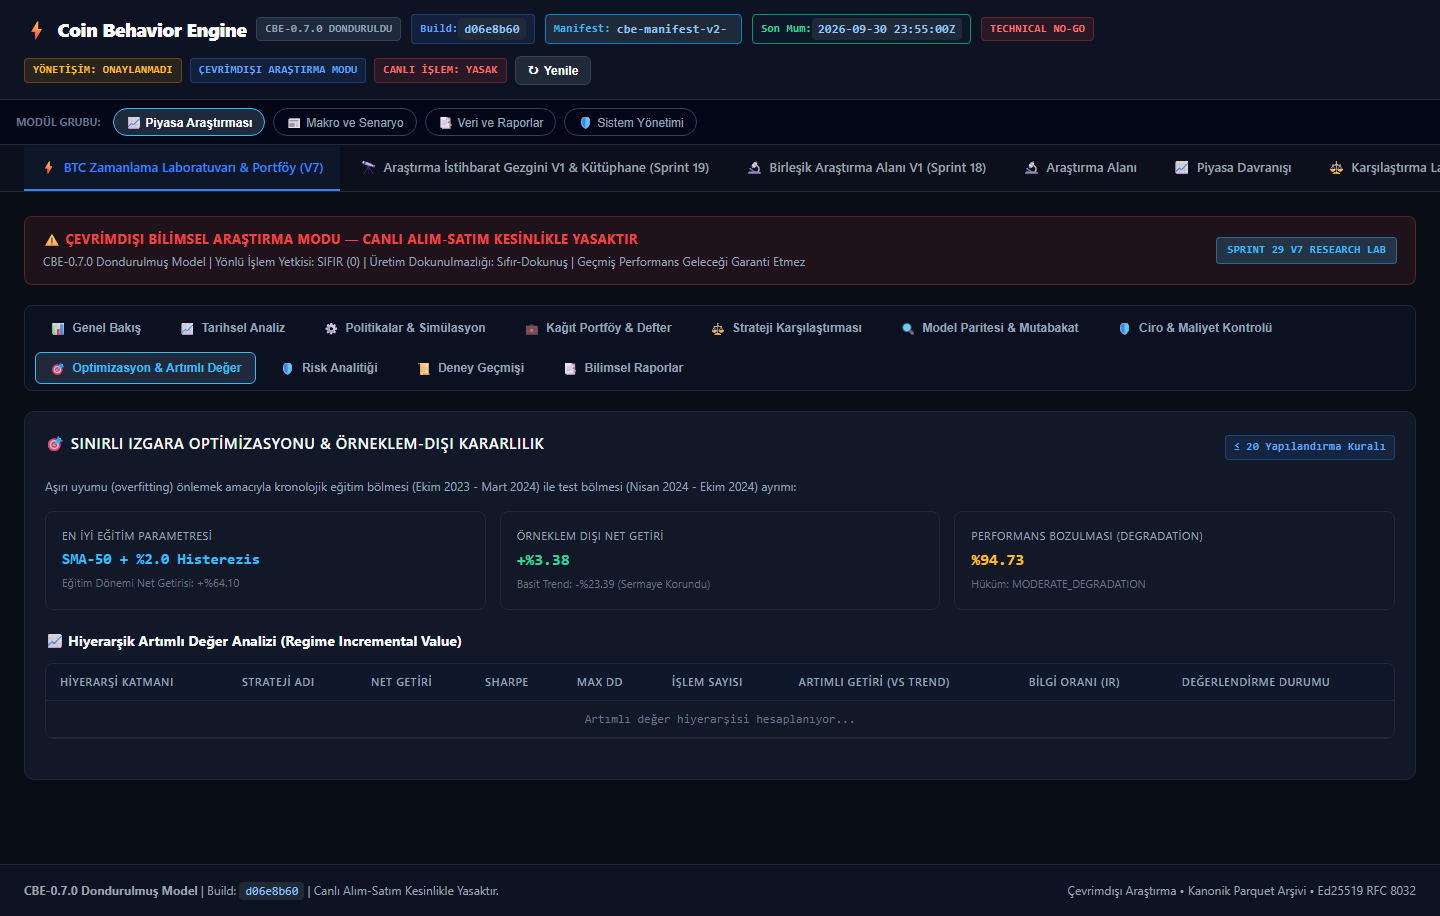 Coin Behavior Engine
CBE-0.7.0 DONDURULDU
Build: d06e8b60
Manifest: cbe-manifest-v2-
Son Mum: 2026-09-30 23:55:00Z
TECHNICAL NO-GO
YÖNETİŞİM: ONAYLANMADI
ÇEVRİMDIŞI ARAŞTIRMA MODU
CANLI İŞLEM: YASAK
↻ Yenile
MODÜL GRUBU:
Piyasa Araştırması
Makro ve Senaryo
Veri ve Raporlar
Sistem Yönetimi
BTC Zamanlama Laboratuvarı & Portföy (V7)
Araştırma İstihbarat Gezgini V1 & Kütüphane (Sprint 19)
Birleşik Araştırma Alanı V1 (Sprint 18)
Araştırma Alanı
Piyasa Davranışı
Karşılaştırma La
ÇEVRİMDIŞI BİLİMSEL ARAŞTIRMA MODU — CANLI ALIM-SATIM KESİNLİKLE YASAKTIR
CBE-0.7.0 Dondurulmuş Model | Yönlü İşlem Yetkisi: SIFIR (0) | Üretim Dokunulmazlığı: Sıfır-Dokunuş | Geçmiş Performans Geleceği Garanti Etmez
SPRINT 29 V7 RESEARCH LAB
Genel Bakış
Tarihsel Analiz
Politikalar & Simülasyon
Kağıt Portföy & Defter
Strateji Karşılaştırması
Model Paritesi & Mutabakat
Ciro & Maliyet Kontrolü
Optimizasyon & Artımlı Değer
Risk Analitiği
Deney Geçmişi
Bilimsel Raporlar
SINIRLI IZGARA OPTİMİZASYONU & ÖRNEKLEM-DIŞI KARARLILIK
≤ 20 Yapılandırma Kuralı
Aşırı uyumu (overfitting) önlemek amacıyla kronolojik eğitim bölmesi (Ekim 2023 - Mart 2024) ile test bölmesi (Nisan 2024 - Ekim 2024) ayrımı:
EN İYİ EĞİTİM PARAMETRESİ
SMA-50 + %2.0 Histerezis
Eğitim Dönemi Net Getirisi: +%64.10
ÖRNEKLEM DIŞI NET GETİRİ
+%3.38
Basit Trend: -%23.39 (Sermaye Korundu)
PERFORMANS BOZULMASI (DEGRADATİON)
%94.73
Hüküm: MODERATE_DEGRADATION
Hiyerarşik Artımlı Değer Analizi (Regime Incremental Value)
HİYERARŞİ KATMANI
STRATEJİ ADI
NET GETİRİ
SHARPE
MAX DD
İŞLEM SAYISI
ARTIMLI GETİRİ (VS TREND)
BİLGİ ORANI (IR)
DEĞERLENDİRME DURUMU
Artımlı değer hiyerarşisi hesaplanıyor...
CBE-0.7.0 Dondurulmuş Model | Build: d06e8b60 | Canlı Alım-Satım Kesinlikle Yasaktır.
Çevrimdışı Araştırma • Kanonik Parquet Arşivi • Ed25519 RFC 8032